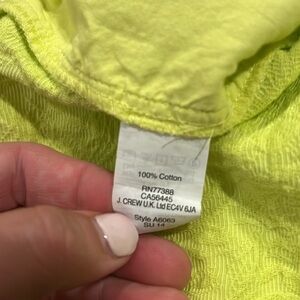 100% Cotton
RN77388
CA56445
J. CREW U.K. Ltd EC4V 6JA
Style A6063
SU 14